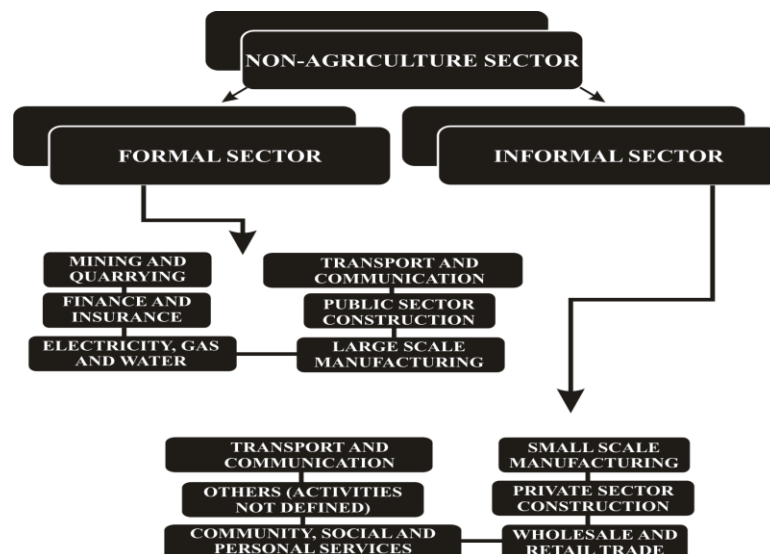 NON-AGRICULTURE SECTOR
FORMAL SECTOR
INFORMAL SECTOR
MINING AND
QUARRYING
FINANCE AND
INSURANCE
ELECTRICITY, GAS
AND WATER
TRANSPORT AND
COMMUNICATION
PUBLIC SECTOR
CONSTRUCTION
LARGE SCALE
MANUFACTURING
TRANSPORT AND
COMMUNICATION
OTHERS (ACTIVITIES
NOT DEFINED)
COMMUNITY, SOCIAL AND
PERSONAL SERVICES
SMALL SCALE
MANUFACTURING
PRIVATE SECTOR
CONSTRUCTION
WHOLESALE AND
RETAIL TRADE